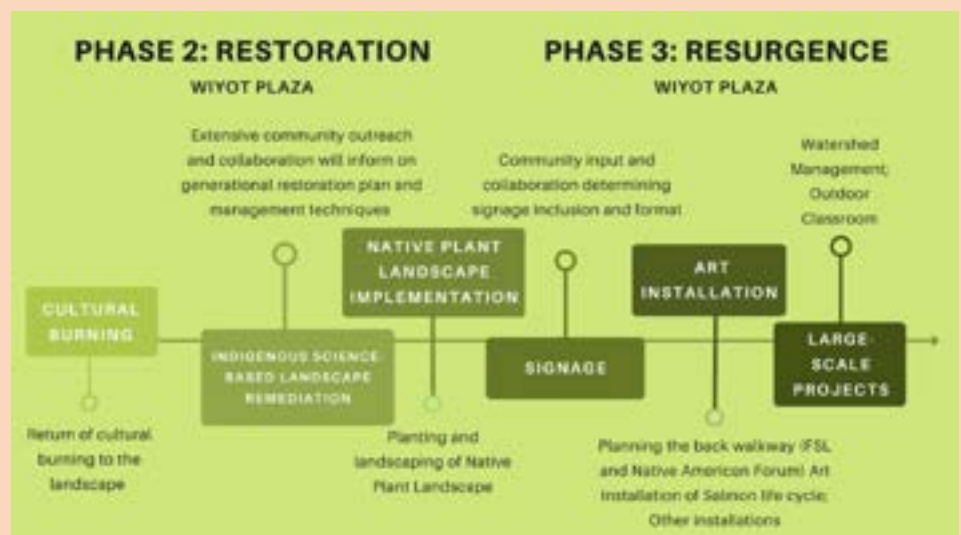 PHASE 2: RESTORATION
WIYOT PLAZA
PHASE 3: RESURGENCE
WIYOT PLAZA
Extensive community outreach
and collaboration will inform on
generational restoration plan and
management techniques
Community input and
collaboration determining
signage inclusion and format
Watershed
Management;
Outdoor
Classroom
CULTURAL
BURNING
INDIGENOUS SCIENCE-
BASED LANDSCAPE
REMEDIATION
NATIVE PLANT
LANDSCAPE
IMPLEMENTATION
SIGNAGE
ART
INSTALLATION
LARGE-
SCALE
PROJECTS
Return of cultural
burning to the
landscape
Planting and
landscaping of Native
Plant Landscape
Planning the back walkway (FSL
and Native American Forum) Art
Installation of Salmon life cycle;
Other installations